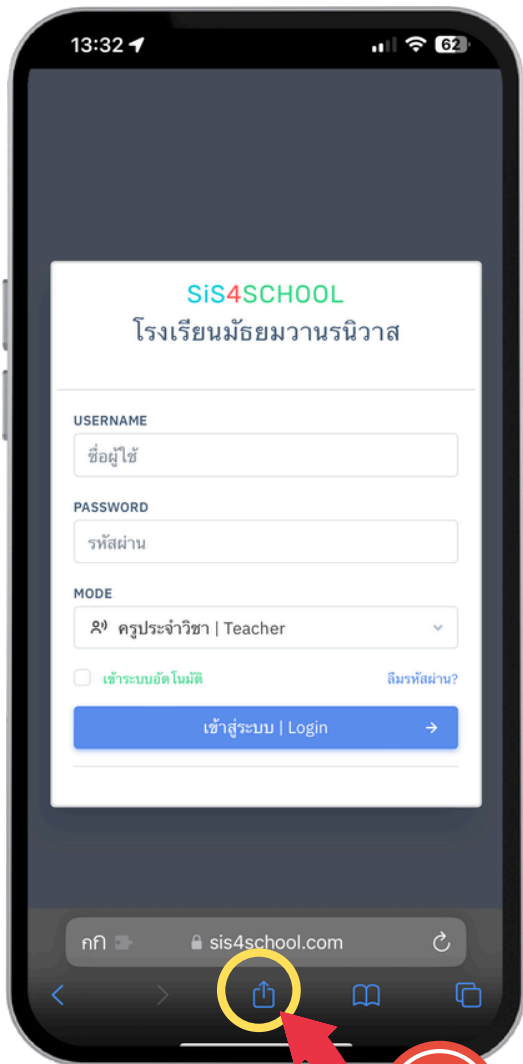 13:32
62
SiS4SCHOOL
โรงเรียนมัธยมวานรนิวาส
USERNAME
ชื่อผู้ใช้
PASSWORD
รหัสผ่าน
MODE
ครูประจำวิชา | Teacher
เข้าระบบอัตโนมัติ
ลืมรหัสผ่าน?
เข้าสู่ระบบ | Login
กก
sis4school.com